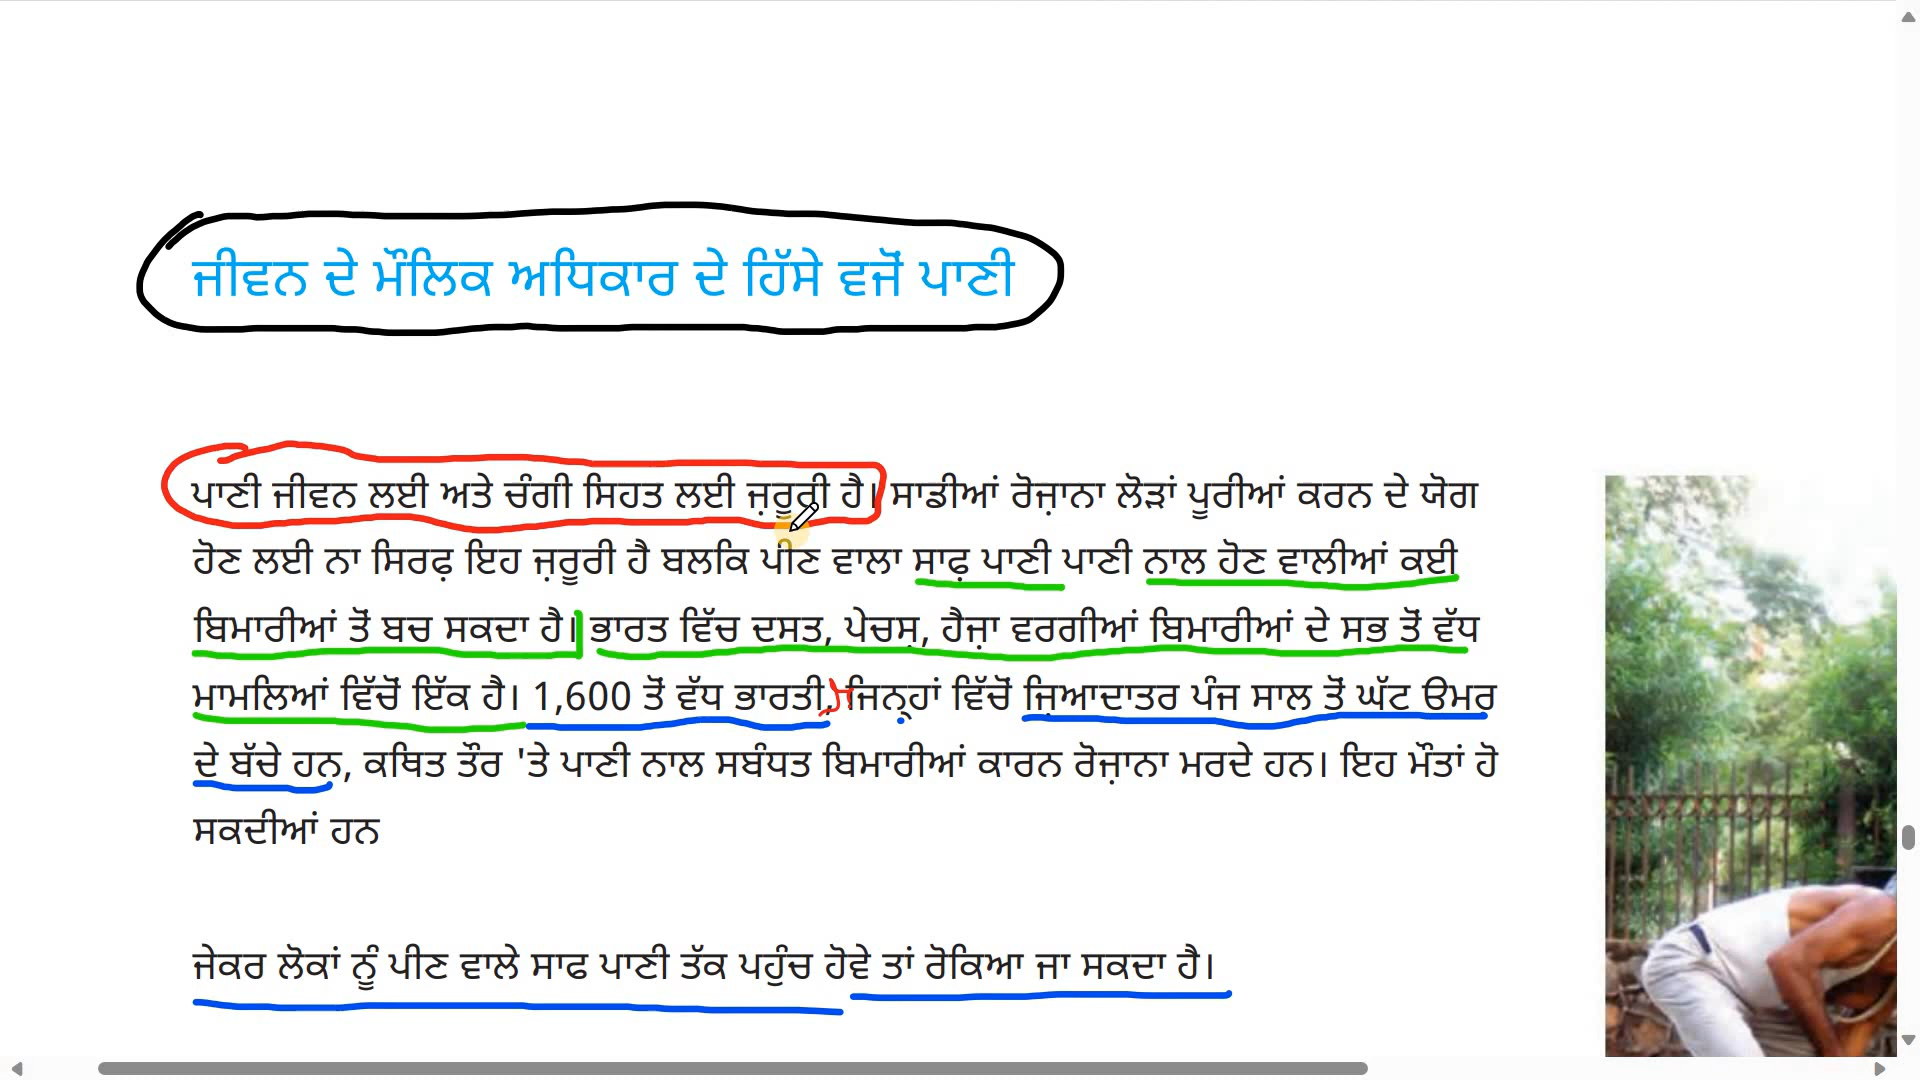 ਜੀਵਨ ਦੇ ਮੌਲਿਕ ਅਧਿਕਾਰ ਦੇ ਹਿੱਸੇ ਵਜੋਂ ਪਾਣੀ
ਪਾਣੀ ਜੀਵਨ ਲਈ ਅਤੇ ਚੰਗੀ ਸਿਹਤ ਲਈ ਜ਼ਰੂਰੀ ਹੈ। ਸਾਡੀਆਂ ਰੋਜ਼ਾਨਾ ਲੋੜਾਂ ਪੂਰੀਆਂ ਕਰਨ ਦੇ ਯੋਗ
ਹੋਣ ਲਈ ਨਾ ਸਿਰਫ਼ ਇਹ ਜ਼ਰੂਰੀ ਹੈ ਬਲਕਿ ਪੀਣ ਵਾਲਾ ਸਾਫ਼ ਪਾਣੀ ਪਾਣੀ ਨਾਲ ਹੋਣ ਵਾਲੀਆਂ ਕਈ
ਬਿਮਾਰੀਆਂ ਤੋਂ ਬਚ ਸਕਦਾ ਹੈ। ਭਾਰਤ ਵਿੱਚ ਦਸਤ, ਪੇਚਸ਼, ਹੈਜ਼ਾ ਵਰਗੀਆਂ ਬਿਮਾਰੀਆਂ ਦੇ ਸਭ ਤੋਂ ਵੱਧ
ਮਾਮਲਿਆਂ ਵਿੱਚੋਂ ਇੱਕ ਹੈ। 1,600 ਤੋਂ ਵੱਧ ਭਾਰਤੀ, ਜਿਨ੍ਹਾਂ ਵਿੱਚੋਂ ਜ਼ਿਆਦਾਤਰ ਪੰਜ ਸਾਲ ਤੋਂ ਘੱਟ ਉਮਰ
ਦੇ ਬੱਚੇ ਹਨ, ਕਥਿਤ ਤੌਰ 'ਤੇ ਪਾਣੀ ਨਾਲ ਸਬੰਧਤ ਬਿਮਾਰੀਆਂ ਕਾਰਨ ਰੋਜ਼ਾਨਾ ਮਰਦੇ ਹਨ। ਇਹ ਮੌਤਾਂ ਹੋ
ਸਕਦੀਆਂ ਹਨ
ਜੇਕਰ ਲੋਕਾਂ ਨੂੰ ਪੀਣ ਵਾਲੇ ਸਾਫ ਪਾਣੀ ਤੱਕ ਪਹੁੰਚ ਹੋਵੇ ਤਾਂ ਰੋਕਿਆ ਜਾ ਸਕਦਾ ਹੈ।